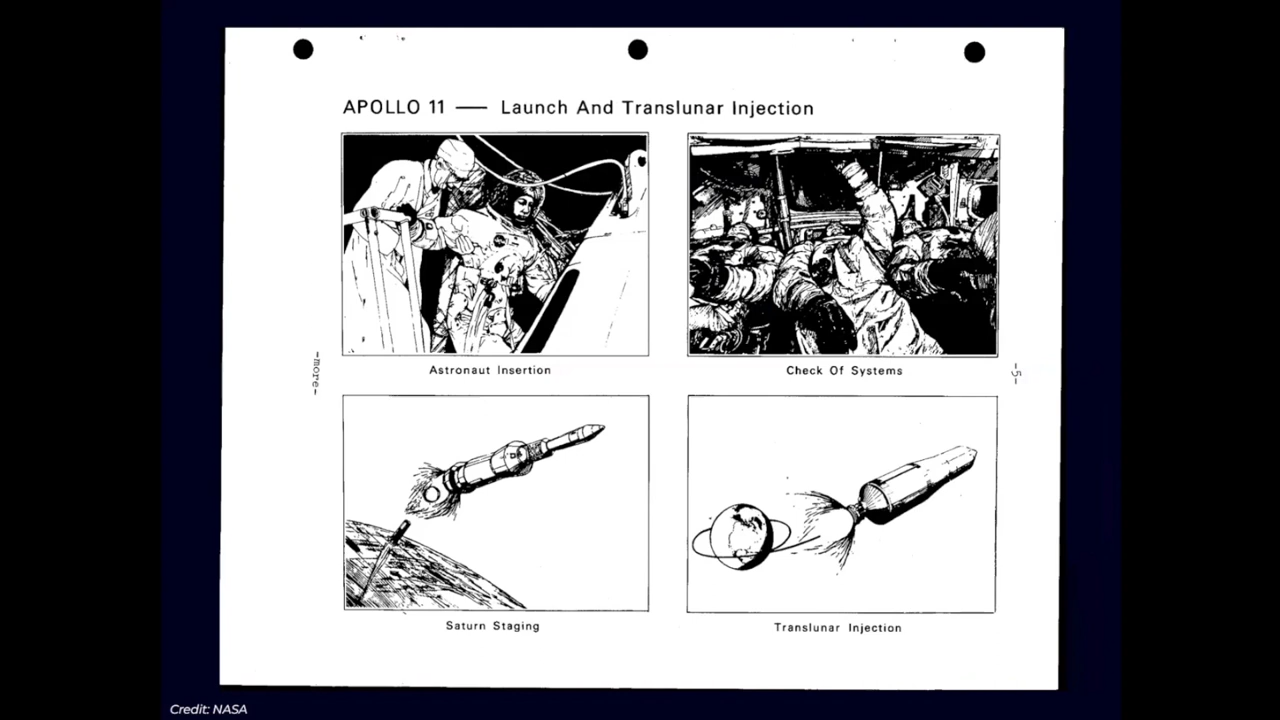 APOLLO 11 — Launch And Translunar Injection
Astronaut Insertion
Check Of Systems
-more-
-5-
Saturn Staging
Translunar Injection
Credit: NASA